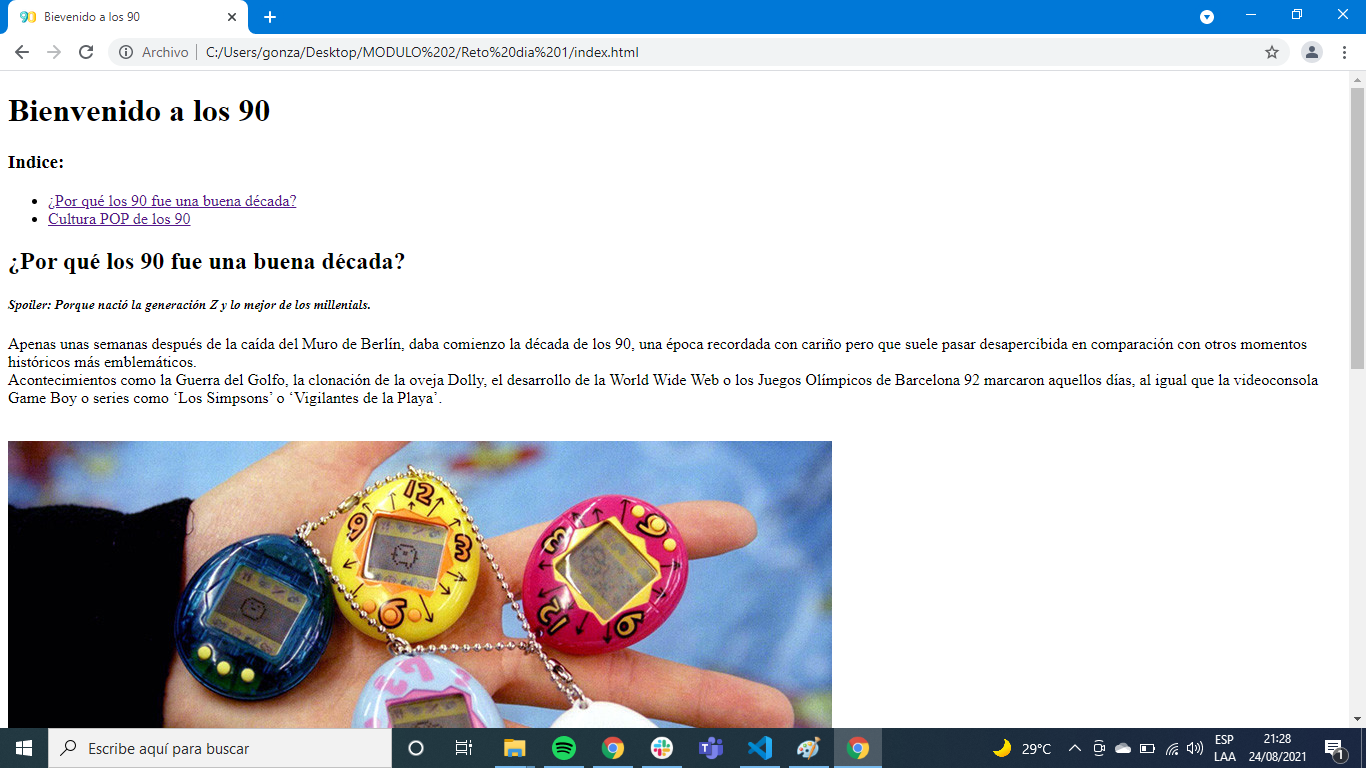 90 Bievenido a los 90
Archivo C:/Users/gonza/Desktop/MODULO%202/Reto%20dia%201/index.html
Bienvenido a los 90
Indice:
¿Por qué los 90 fue una buena década?
Cultura POP de los 90
¿Por qué los 90 fue una buena década?
Spoiler: Porque nació la generación Z y lo mejor de los millenials.
Apenas unas semanas después de la caída del Muro de Berlín, daba comienzo la década de los 90, una época recordada con cariño pero que suele pasar desapercibida en comparación con otros momentos
históricos más emblemáticos.
Acontecimientos como la Guerra del Golfo, la clonación de la oveja Dolly, el desarrollo de la World Wide Web o los Juegos Olímpicos de Barcelona 92 marcaron aquellos días, al igual que la videoconsola
Game Boy o series como ‘Los Simpsons’ o ‘Vigilantes de la Playa’.
12
9
3
6
9
3
12
6
Escribe aquí para buscar
29°C
ESP
LAA
21:28
24/08/2021
1